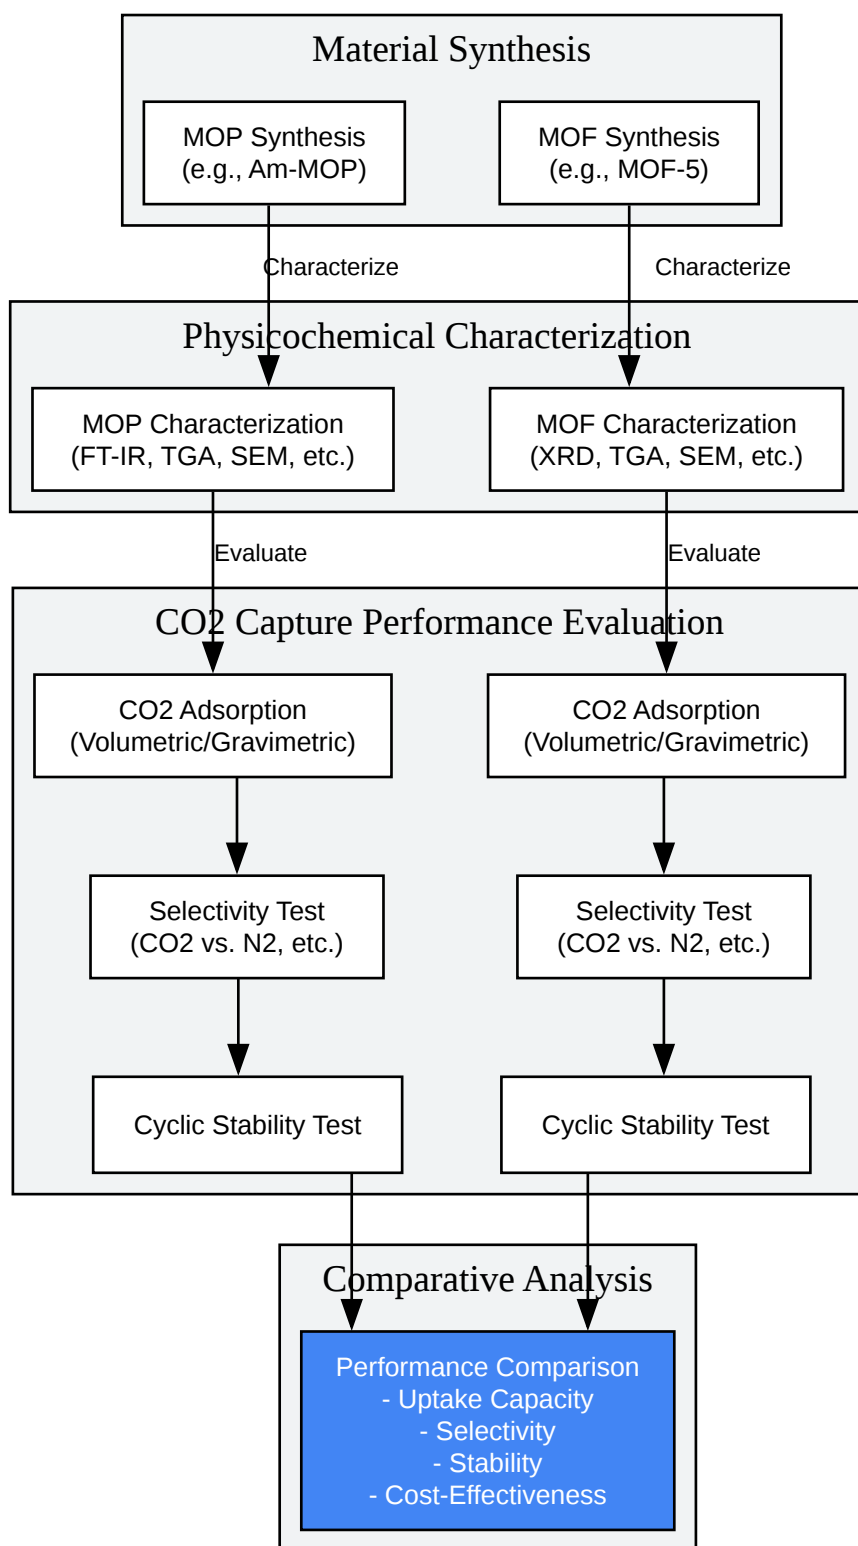 Material Synthesis
MOP Synthesis
(e.g., Am-MOP)
MOF Synthesis
(e.g., MOF-5)
Characterize
Characterize
Physicochemical Characterization
MOP Characterization
(FT-IR, TGA, SEM, etc.)
MOF Characterization
(XRD, TGA, SEM, etc.)
Evaluate
Evaluate
CO2 Capture Performance Evaluation
CO2 Adsorption
(Volumetric/Gravimetric)
CO2 Adsorption
(Volumetric/Gravimetric)
Selectivity Test
(CO2 vs. N2, etc.)
Selectivity Test
(CO2 vs. N2, etc.)
Cyclic Stability Test
Cyclic Stability Test
Comparative Analysis
Performance Comparison
- Uptake Capacity
- Selectivity
- Stability
- Cost-Effectiveness